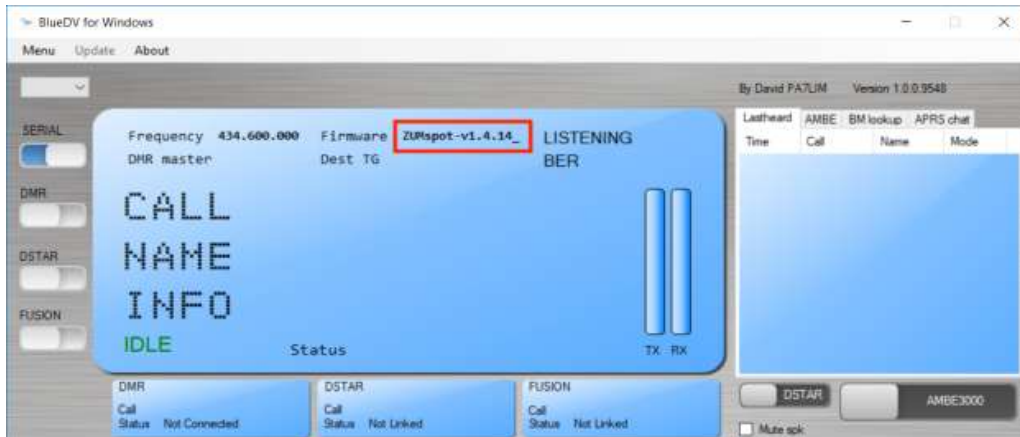 BlueDV for Windows
Menu Update About
By David PA7LIM Version 1.0.0.9548
SERIAL
DMR
DSTAR
FUSION
Frequency 434.600.000 Firmware ZUMspot-v1.4.14_ LISTENING
DMR master Dest TG BER
CALL
NAME
INFO
IDLE Status TX RX
Lastheard AMBE BM lookup APRS chat
Time Call Name Mode
DMR
Call
Status Not Connected
DSTAR
Call
Status Not Linked
FUSION
Call
Status Not Linked
DSTAR AMBE3000
Mute spk